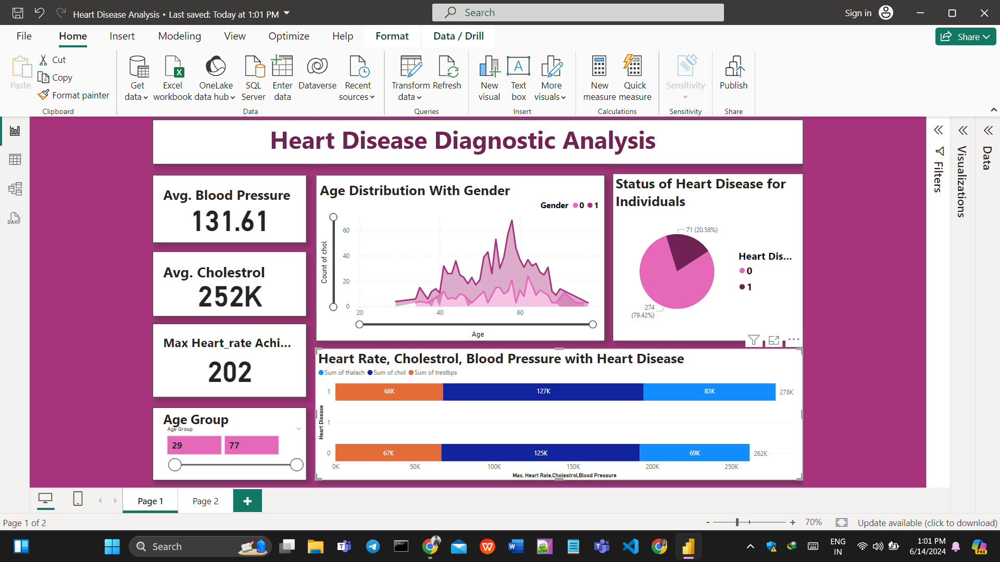 Heart Disease Analysis • Last saved: Today at 1:01 PM
Search
Sign in
File Home Insert Modeling View Optimize Help Format Data / Drill
Share
Paste
Cut
Copy
Format painter
Clipboard
Get data
Excel workbook
OneLake data hub
SQL Server
Enter data
Dataverse
Recent sources
Data
Transform data
Refresh
Queries
New visual
Text box
More visuals
Insert
New measure
Quick measure
Calculations
Sensitivity
Sensitivity
Publish
Share
DAX
Heart Disease Diagnostic Analysis
Avg. Blood Pressure
131.61
Avg. Cholestrol
252K
Max Heart_rate Achi...
202
Age Group
Age Group
29 77
Age Distribution With Gender
Gender 0 1
Count of chol
60
40
20
0
20 40 60
Age
Status of Heart Disease for
Individuals
71 (20.58%)
274
(79.42%)
Heart Dis...
0
1
Heart Rate, Cholestrol, Blood Pressure with Heart Disease
Sum of thalach Sum of chol Sum of trestbps
Heart Disease
1 68K 127K 83K 278K
1
0 67K 125K 69K 262K
0K 50K 100K 150K 200K 250K
Max, Heart Rate,Cholestrol,Blood Pressure
Filters
Visualizations
Data
Page 1 Page 2
Page 1 of 2
- + 70%
Update available (click to download)
Search
ENG
IN
1:01 PM
6/14/2024
PRE